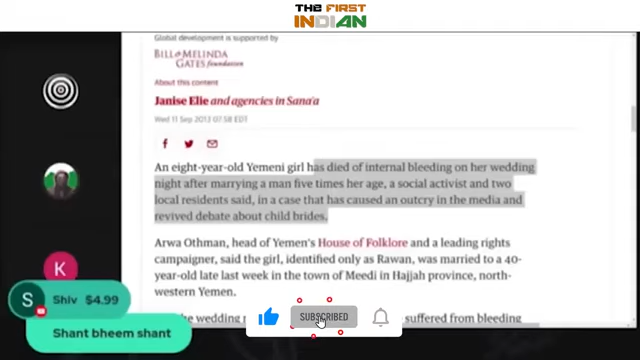 THE FIRST
INDIAN
Global development is supported by
BILL & MELINDA
GATES foundation
About this content
Janise Elie and agencies in Sana'a
Wed 11 Sep 2013 07.58 EDT
An eight-year-old Yemeni girl has died of internal bleeding on her wedding
night after marrying a man five times her age, a social activist and two
local residents said, in a case that has caused an outcry in the media and
revived debate about child brides.
Arwa Othman, head of Yemen's House of Folklore and a leading rights
campaigner, said the girl, identified only as Rawan, was married to a 40-
year-old late last week in the town of Meedi in Hajjah province, north-
western Yemen.
suffered from bleeding
K
S
Shiv $4.99
Shant bheem shant
SUBSCRIBED